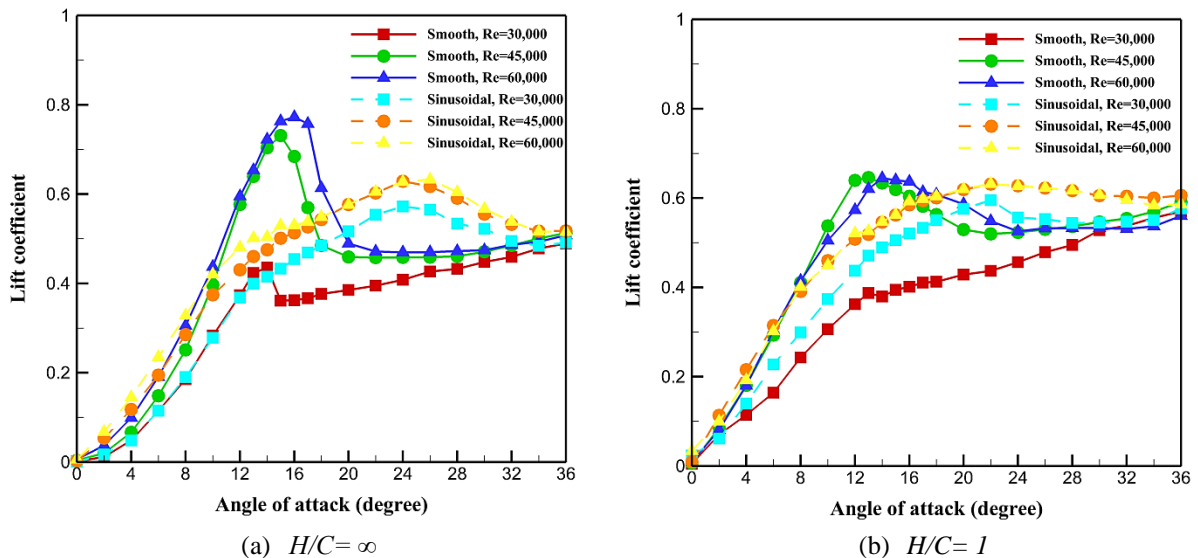 1
0.8
0.6
0.4
0.2
0
Lift coefficient
0 4 8 12 16 20 24 28 32 36
Angle of attack (degree)
Smooth, Re=30,000
Smooth, Re=45,000
Smooth, Re=60,000
Sinusoidal, Re=30,000
Sinusoidal, Re=45,000
Sinusoidal, Re=60,000
(a) H/C= ∞
1
0.8
0.6
0.4
0.2
0
Lift coefficient
0 4 8 12 16 20 24 28 32 36
Angle of attack (degree)
Smooth, Re=30,000
Smooth, Re=45,000
Smooth, Re=60,000
Sinusoidal, Re=30,000
Sinusoidal, Re=45,000
Sinusoidal, Re=60,000
(b) H/C= 1